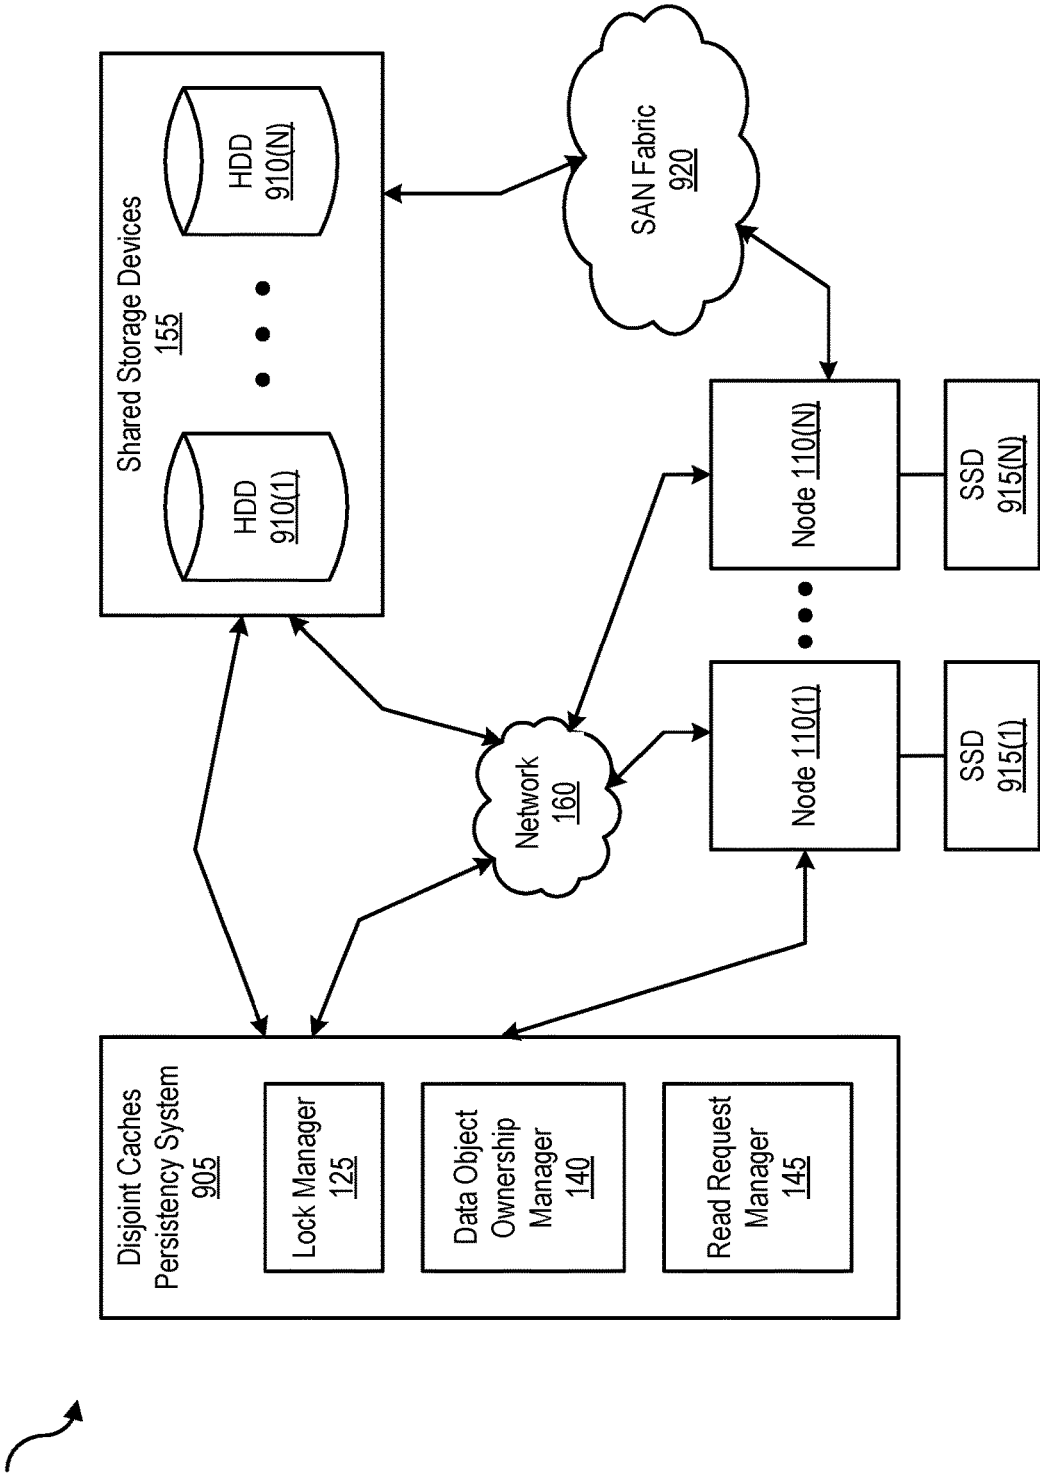 Disjoint Caches
Persistency System
905
Lock Manager
125
Data Object
Ownership
Manager
140
Read Request
Manager
145
Shared Storage Devices
155
HDD
910(1)
HDD
910(N)
Network
160
SAN Fabric
920
Node 110(1)
Node 110(N)
SSD
915(1)
SSD
915(N)